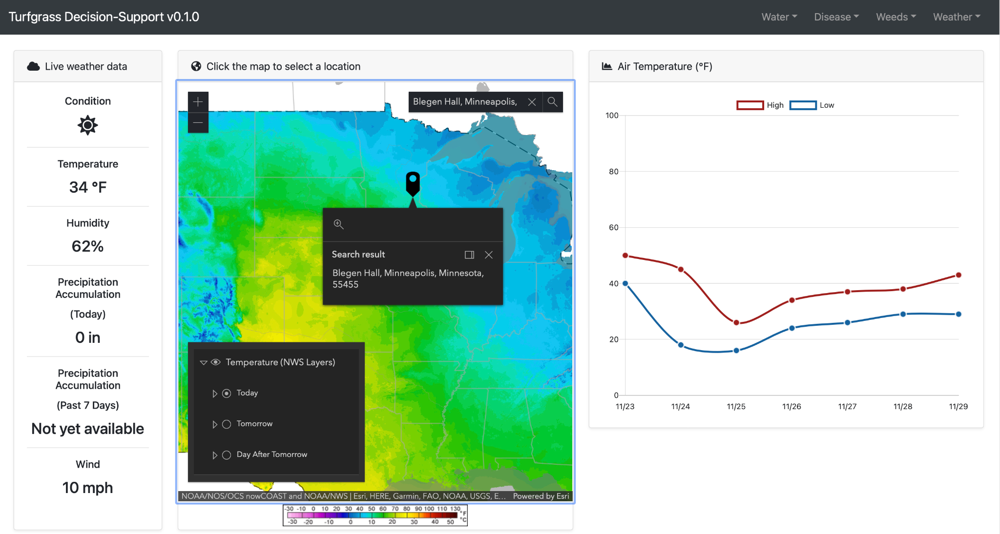 Turfgrass Decision-Support v0.1.0
Water
Disease
Weeds
Weather
Live weather data
Condition
Temperature
34 °F
Humidity
62%
Precipitation
Accumulation
(Today)
0 in
Precipitation
Accumulation
(Past 7 Days)
Not yet available
Wind
10 mph
Click the map to select a location
Blegen Hall, Minneapolis,
Search result
Blegen Hall, Minneapolis, Minnesota,
55455
Temperature (NWS Layers)
Today
Tomorrow
Day After Tomorrow
NOAA/NOS/OCS nowCOAST and NOAA/NWS | Esri, HERE, Garmin, FAO, NOAA, USGS, E...
Powered by Esri
-30 -10 0 10 20 30 40 50 60 70 80 90 100 110 130 °F
-30 -20 -10 0 10 20 30 40 50 °C
Air Temperature (°F)
High Low
100
80
60
40
20
0
11/23 11/24 11/25 11/26 11/27 11/28 11/29